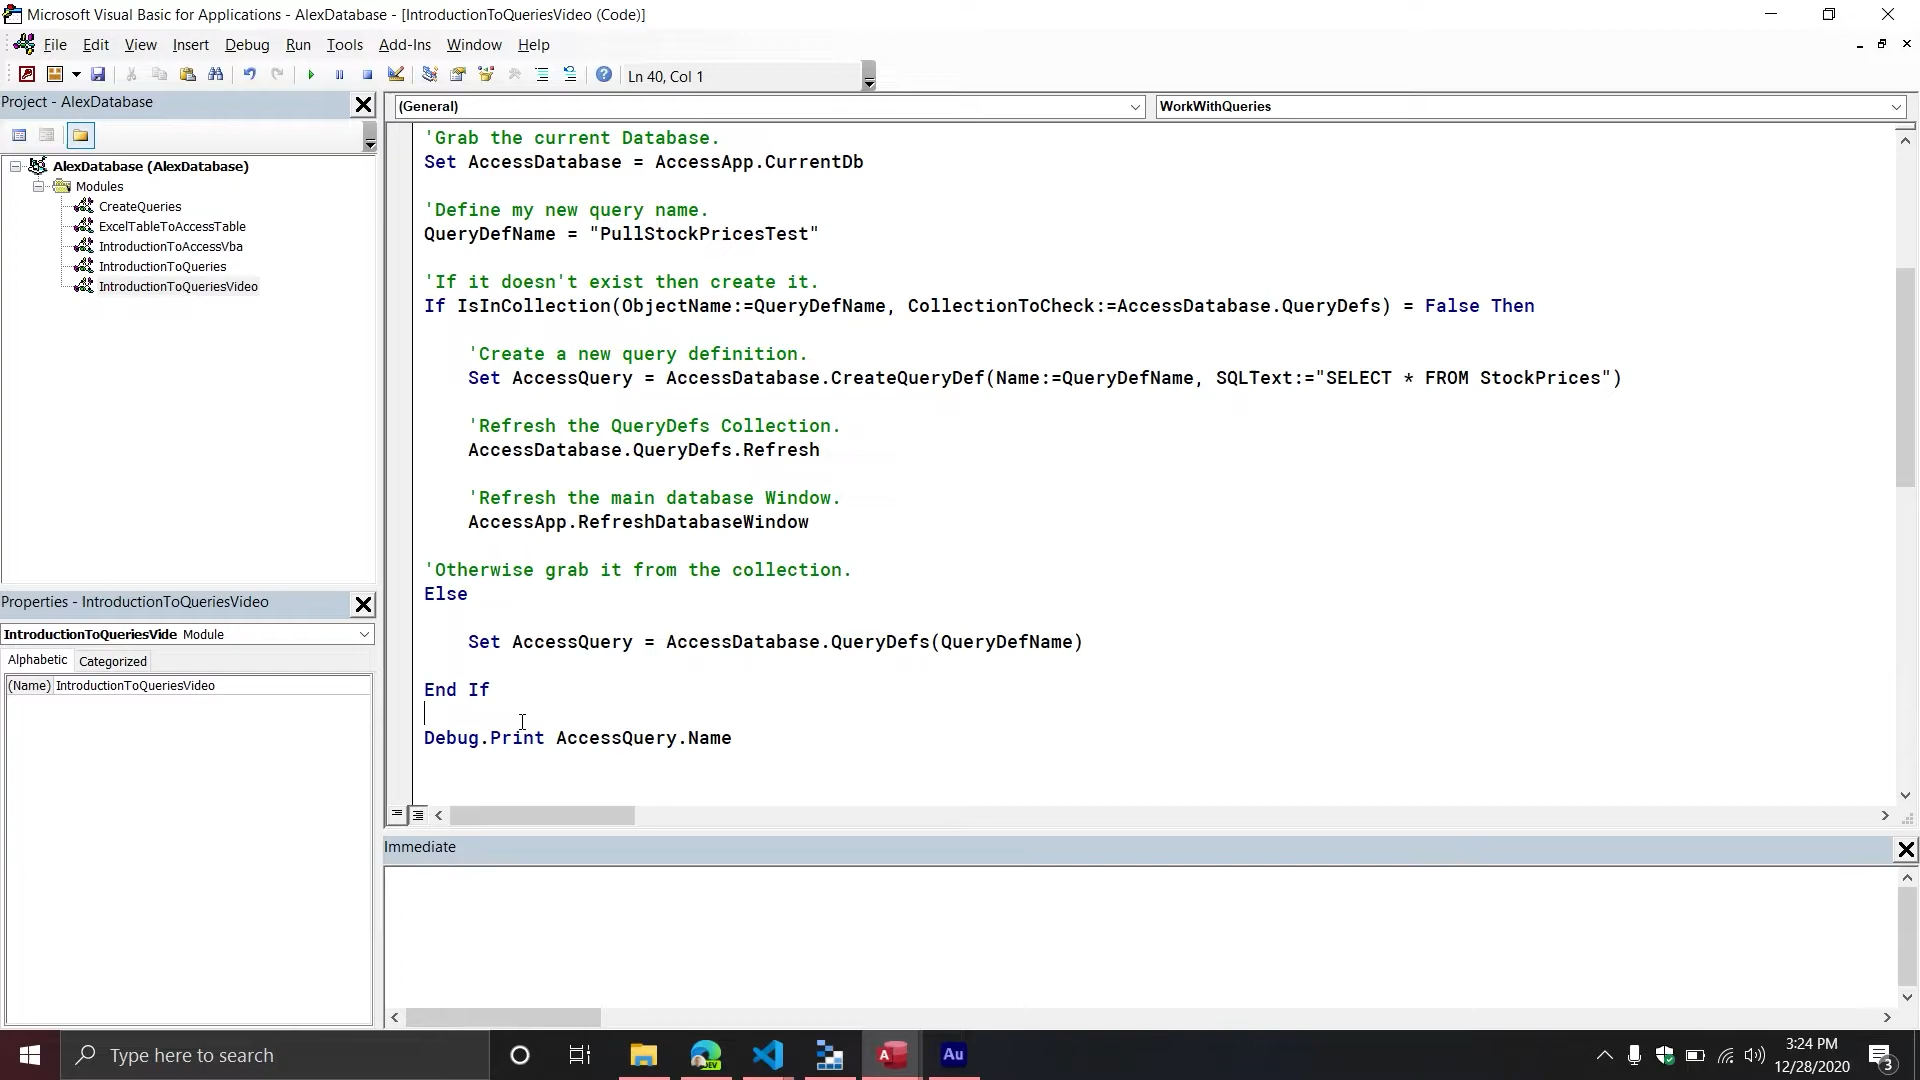 Microsoft Visual Basic for Applications - AlexDatabase - [IntroductionToQueriesVideo (Code)]
File Edit View Insert Debug Run Tools Add-Ins Window Help
Ln 40, Col 1
Project - AlexDatabase
AlexDatabase (AlexDatabase)
Modules
CreateQueries
ExcelTableToAccessTable
IntroductionToAccessVba
IntroductionToQueries
IntroductionToQueriesVideo
Properties - IntroductionToQueriesVideo
IntroductionToQueriesVide Module
Alphabetic Categorized
(Name) IntroductionToQueriesVideo
(General) WorkWithQueries
'Grab the current Database.
Set AccessDatabase = AccessApp.CurrentDb
'Define my new query name.
QueryDefName = "PullStockPricesTest"
'If it doesn't exist then create it.
If IsInCollection(ObjectName:=QueryDefName, CollectionToCheck:=AccessDatabase.QueryDefs) = False Then
'Create a new query definition.
Set AccessQuery = AccessDatabase.CreateQueryDef(Name:=QueryDefName, SQLText:="SELECT * FROM StockPrices")
'Refresh the QueryDefs Collection.
AccessDatabase.QueryDefs.Refresh
'Refresh the main database Window.
AccessApp.RefreshDatabaseWindow
'Otherwise grab it from the collection.
Else
Set AccessQuery = AccessDatabase.QueryDefs(QueryDefName)
End If
Debug.Print AccessQuery.Name
Immediate
Type here to search
Au
3:24 PM
12/28/2020
3